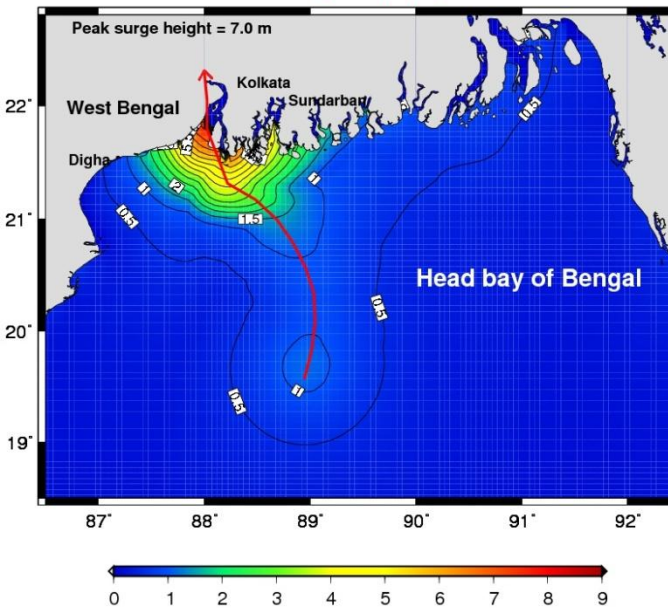 Peak surge height = 7.0 m
Kolkata
22°
West Bengal
Sundarban
0.5
5
Digha
1
2
1
0.5
1.5
21°
Head bay of Bengal
20°
0.5
1
0.5
19°
87° 88° 89° 90° 91° 92°
0 1 2 3 4 5 6 7 8 9